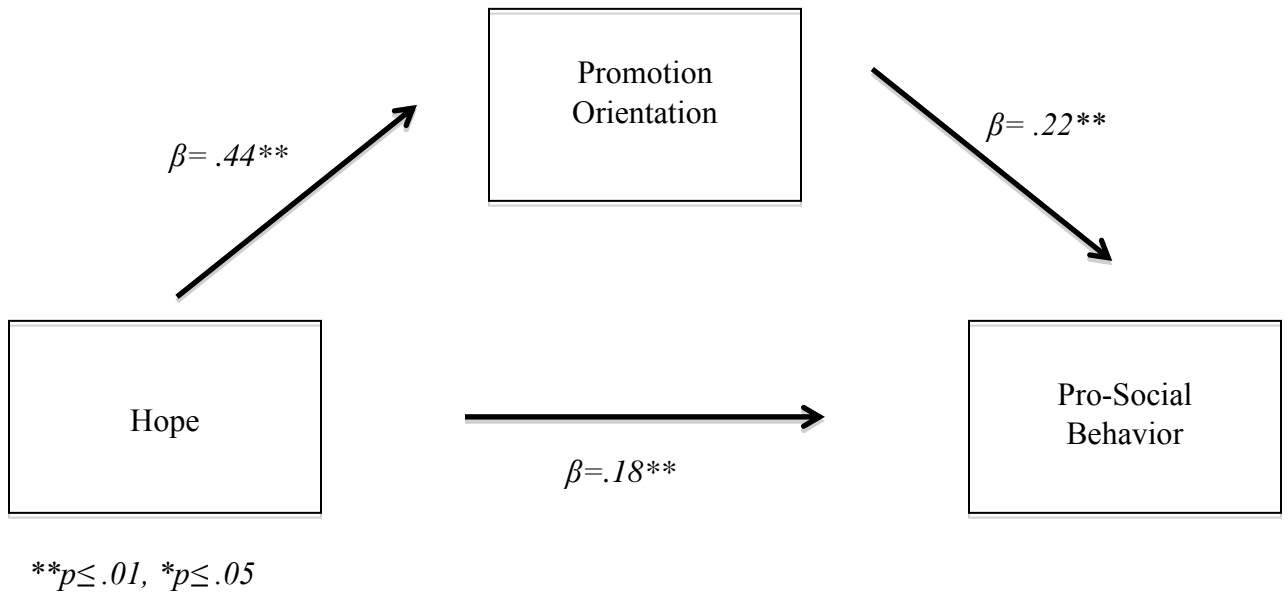 Promotion
Orientation
β= .44**
β= .22**
Hope
Pro-Social
Behavior
β=.18**
**p≤ .01, *p≤ .05